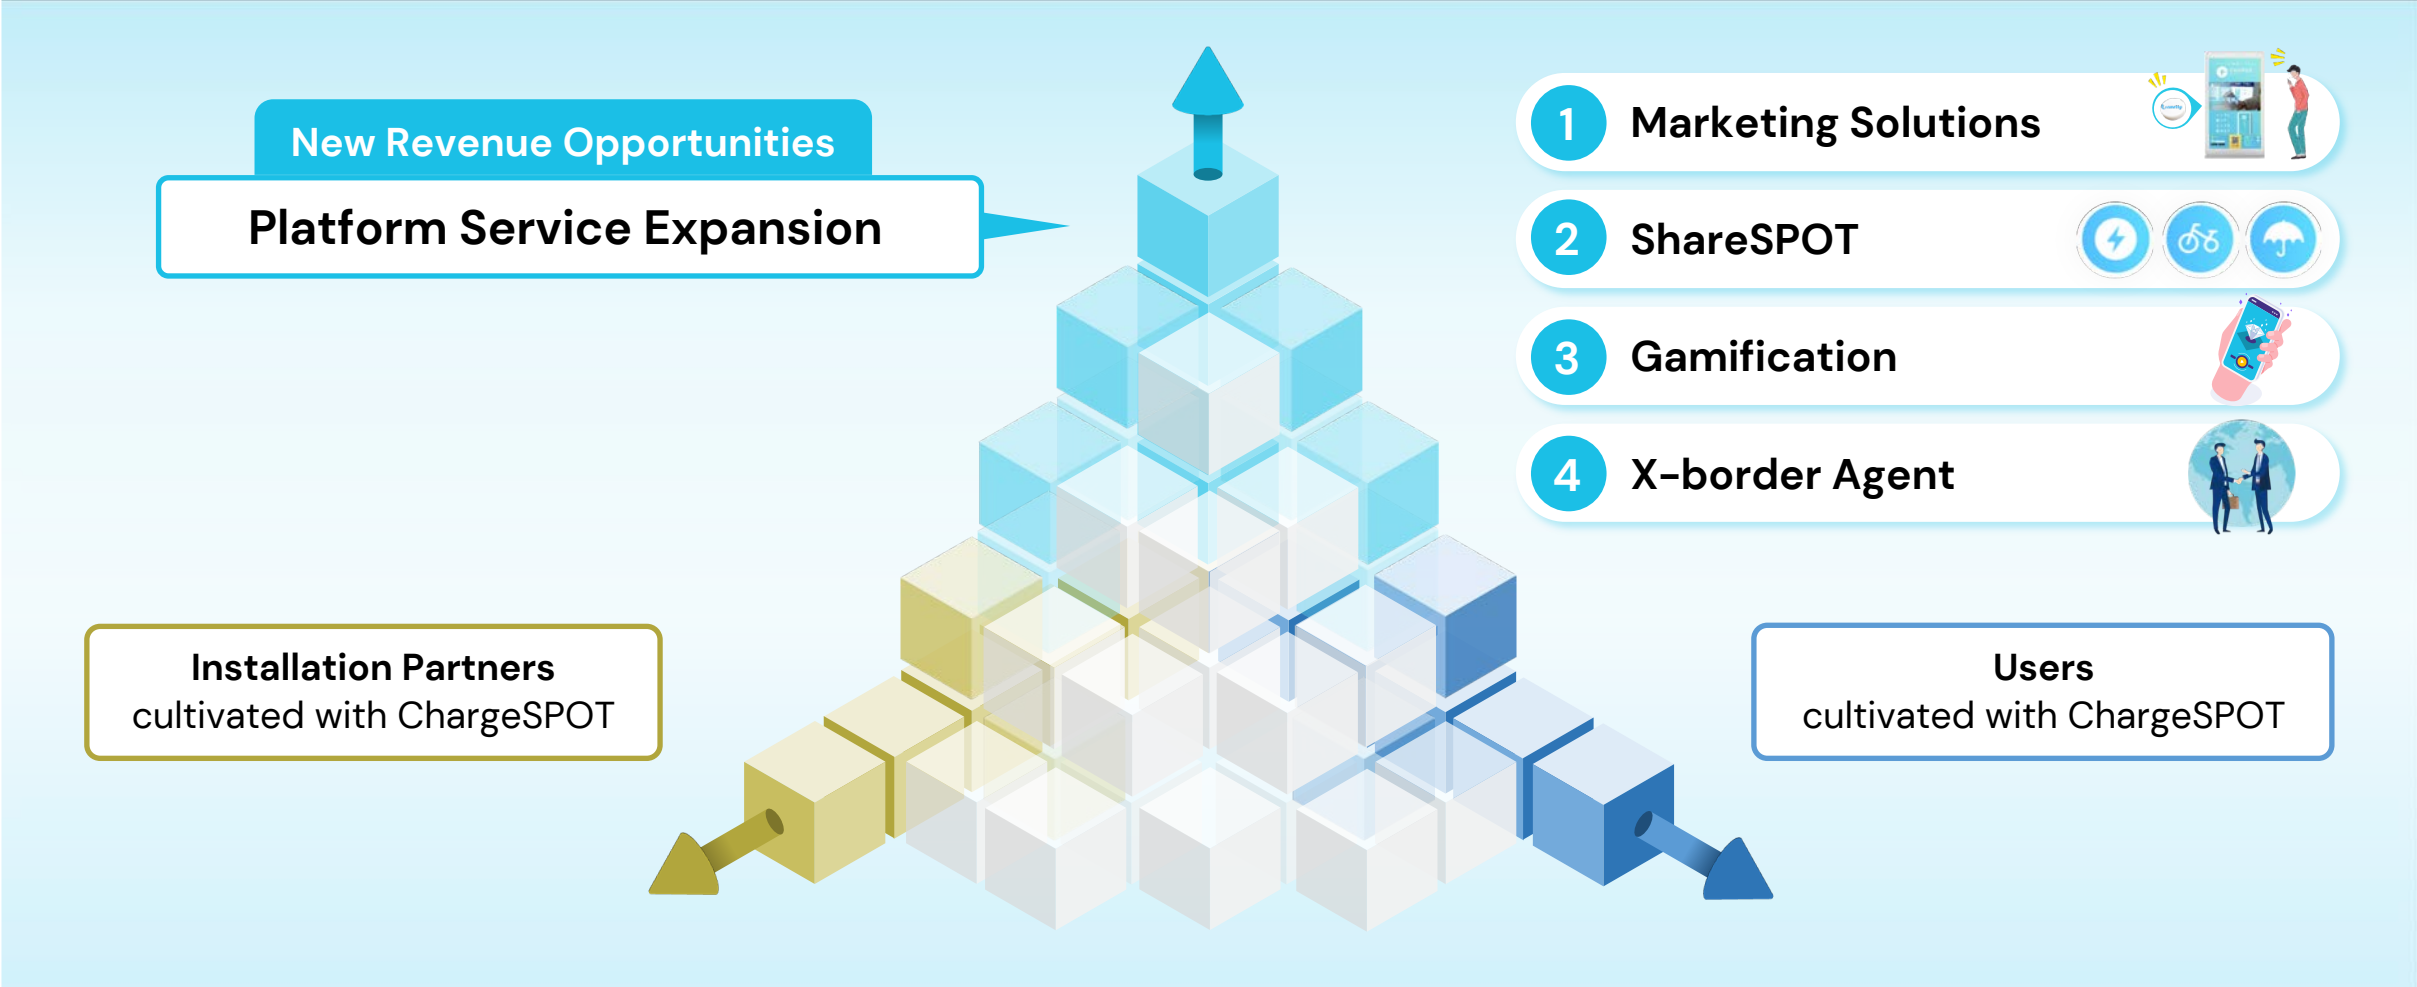 New Revenue Opportunities
Platform Service Expansion
1 Marketing Solutions
2 ShareSPOT
3 Gamification
4 X-border Agent
Installation Partners
cultivated with ChargeSPOT
Users
cultivated with ChargeSPOT